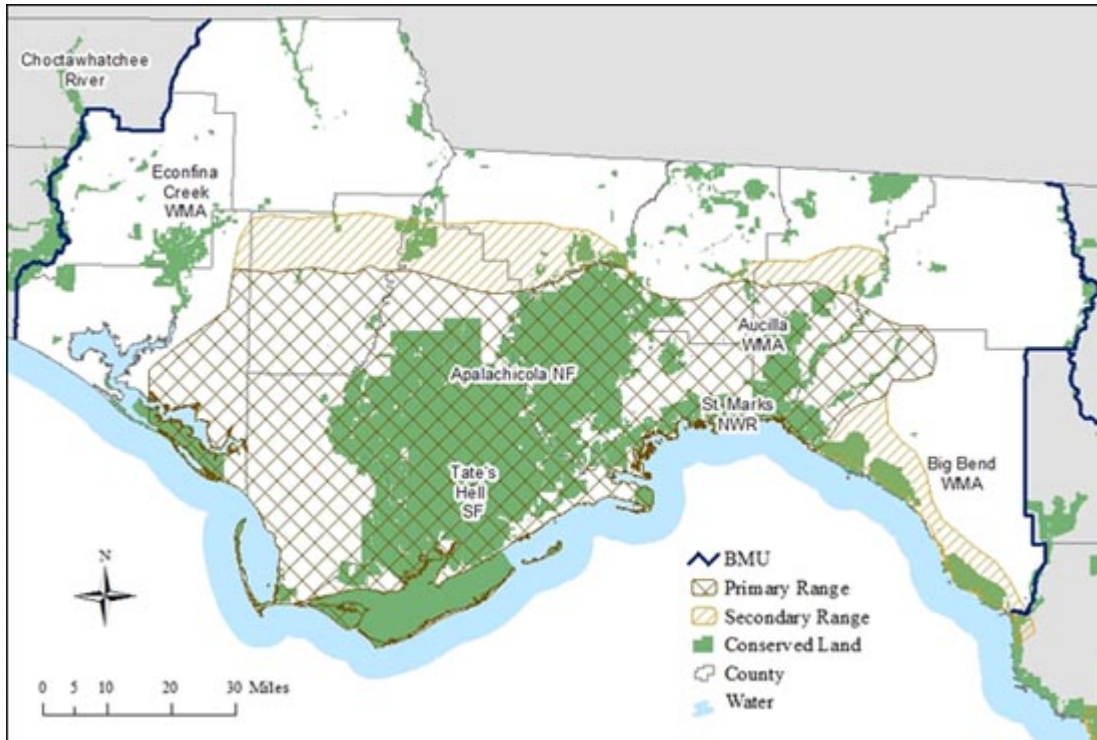 Choctawhatchee
River
Econfina
Creek
WMA
Apalachicola NF
Aucilla
WMA
St. Marks
NWR
Tate's
Hell
SF
Big Bend
WMA
N
0 5 10 20 30 Miles
BMU
Primary Range
Secondary Range
Conserved Land
County
Water